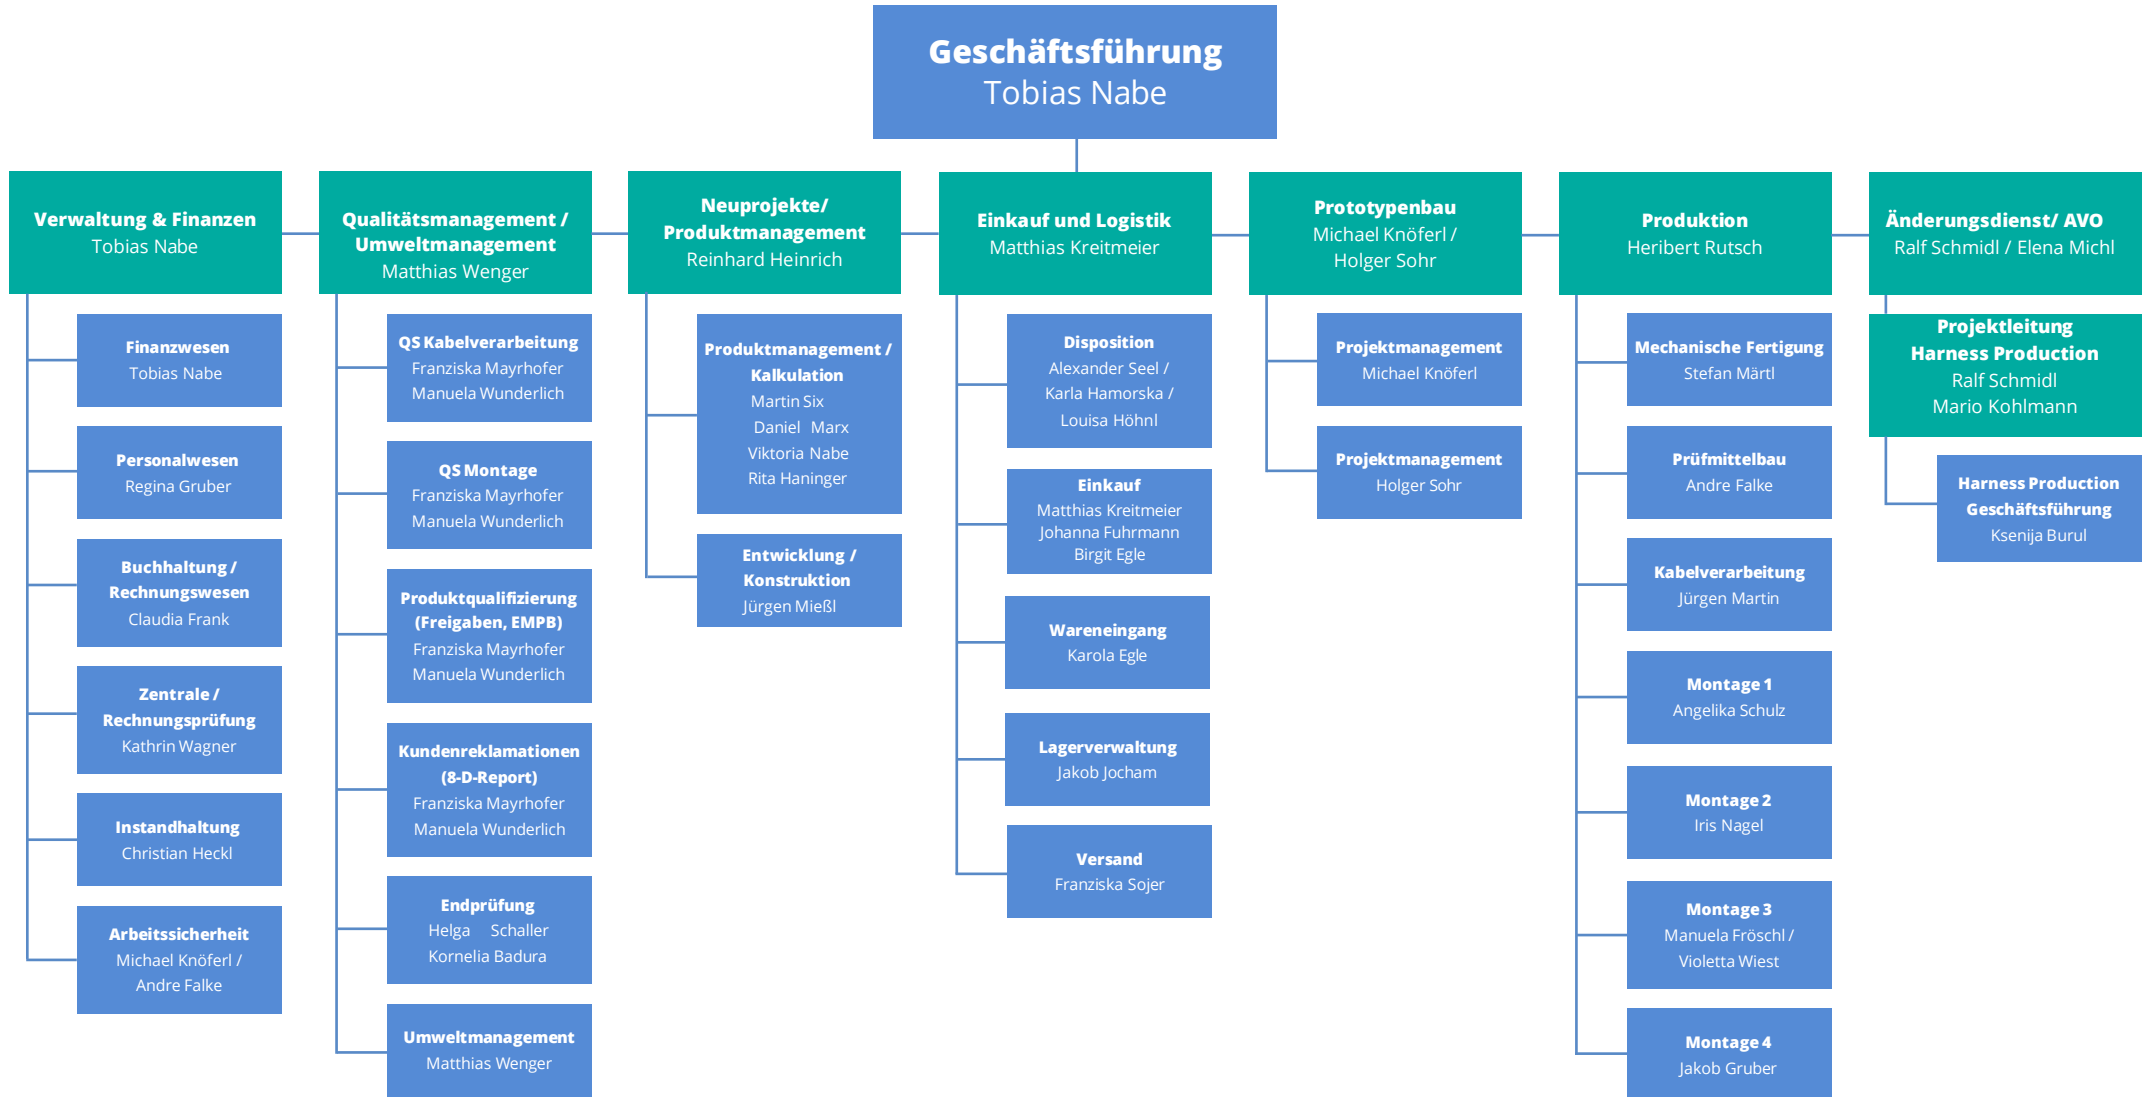 Geschäftsführung
Tobias Nabe
Verwaltung & Finanzen
Tobias Nabe
Finanzwesen
Tobias Nabe
Personalwesen
Regina Gruber
Buchhaltung /
Rechnungswesen
Claudia Frank
Zentrale /
Rechnungsprüfung
Kathrin Wagner
Instandhaltung
Christian Heckl
Arbeitssicherheit
Michael Knöferl /
Andre Falke
Qualitätsmanagement /
Umweltmanagement
Matthias Wenger
QS Kabelverarbeitung
Franziska Mayrhofer
Manuela Wunderlich
QS Montage
Franziska Mayrhofer
Manuela Wunderlich
Produktqualifizierung
(Freigaben, EMPB)
Franziska Mayrhofer
Manuela Wunderlich
Kundenreklamationen
(8-D-Report)
Franziska Mayrhofer
Manuela Wunderlich
Endprüfung
Helga Schaller
Kornelia Badura
Umweltmanagement
Matthias Wenger
Neuprojekte/
Produktmanagement
Reinhard Heinrich
Produktmanagement /
Kalkulation
Martin Six
Daniel Marx
Viktoria Nabe
Rita Haninger
Entwicklung /
Konstruktion
Jürgen Mießl
Einkauf und Logistik
Matthias Kreitmeier
Disposition
Alexander Seel /
Karla Hamorska /
Louisa Höhnl
Einkauf
Matthias Kreitmeier
Johanna Fuhrmann
Birgit Egle
Wareneingang
Karola Egle
Lagerverwaltung
Jakob Jocham
Versand
Franziska Sojer
Prototypenbau
Michael Knöferl /
Holger Sohr
Projektmanagement
Michael Knöferl
Projektmanagement
Holger Sohr
Produktion
Heribert Rutsch
Mechanische Fertigung
Stefan Märtl
Prüfmittelbau
Andre Falke
Kabelverarbeitung
Jürgen Martin
Montage 1
Angelika Schulz
Montage 2
Iris Nagel
Montage 3
Manuela Fröschl /
Violetta Wiest
Montage 4
Jakob Gruber
Änderungsdienst/ AVO
Ralf Schmidl / Elena Michl
Projektleitung
Harness Production
Ralf Schmidl
Mario Kohlmann
Harness Production
Geschäftsführung
Ksenija Burul